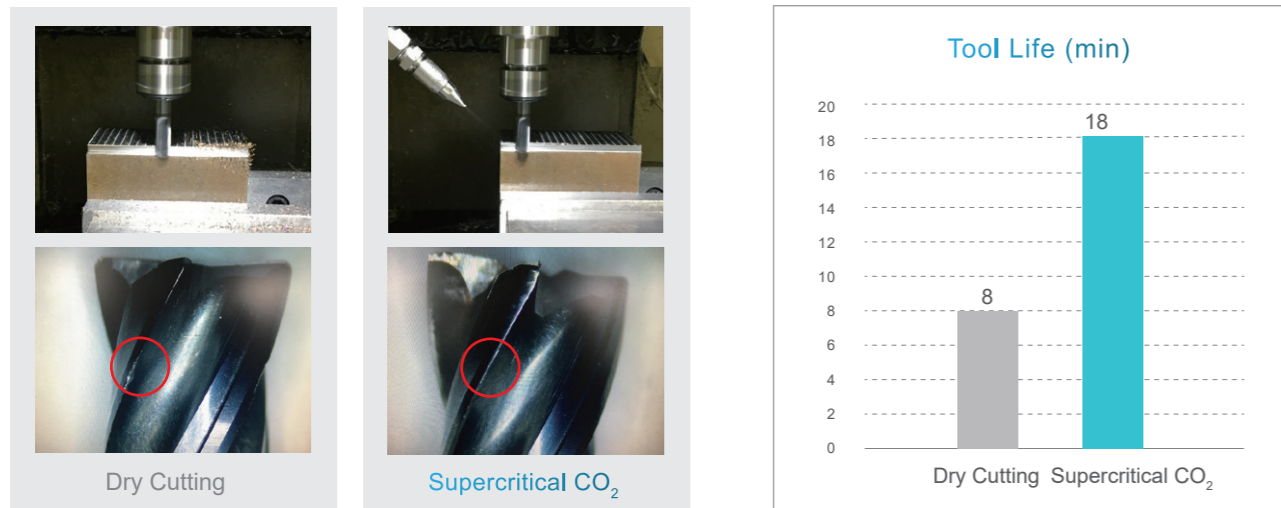 Dry Cutting
Supercritical CO₂
Tool Life (min)
20
18
16
14
12
10
8
6
4
2
0
8
18
Dry Cutting
Supercritical CO₂